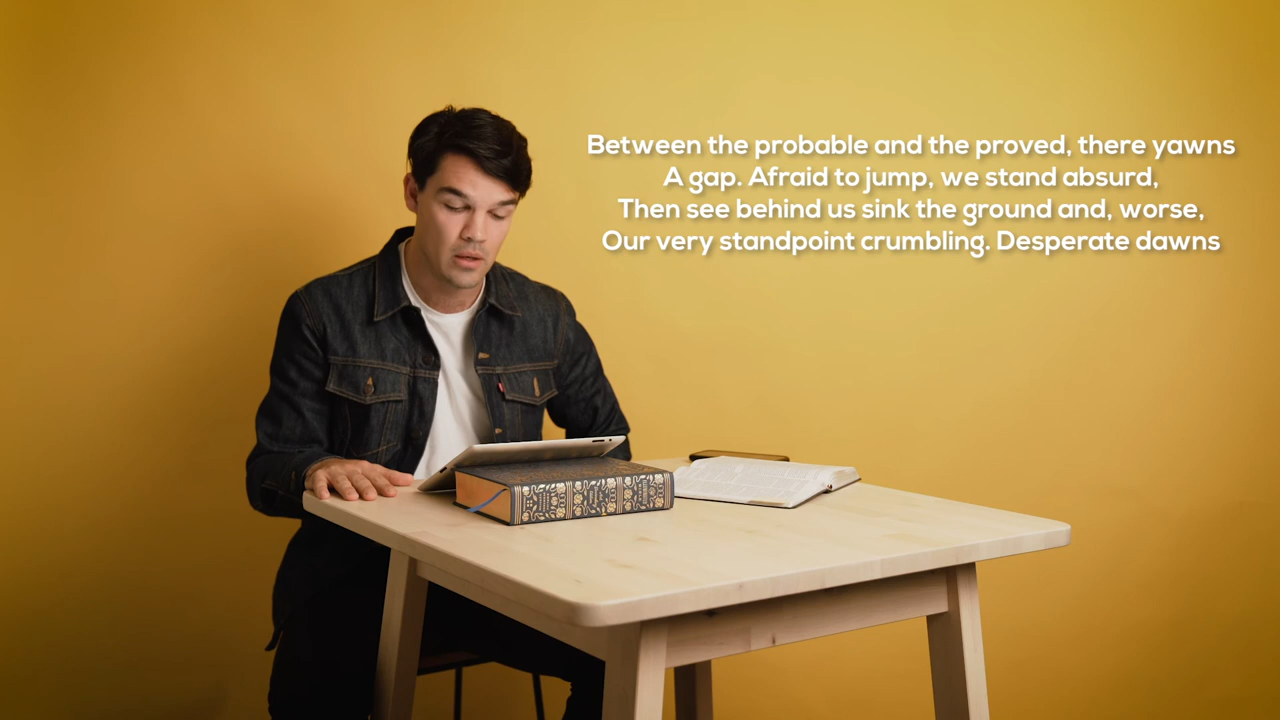 Between the probable and the proved, there yawns
A gap. Afraid to jump, we stand absurd,
Then see behind us sink the ground and, worse,
Our very standpoint crumbling. Desperate dawns